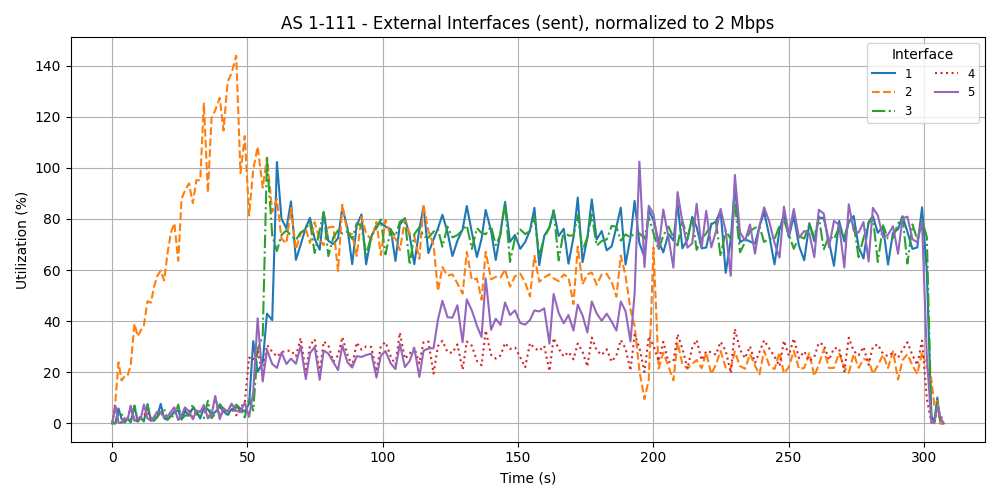 AS 1-111 - External Interfaces (sent), normalized to 2 Mbps
Interface
1
2
3
4
5
Utilization (%)
140
120
100
80
60
40
20
0
0 50 100 150 200 250 300
Time (s)